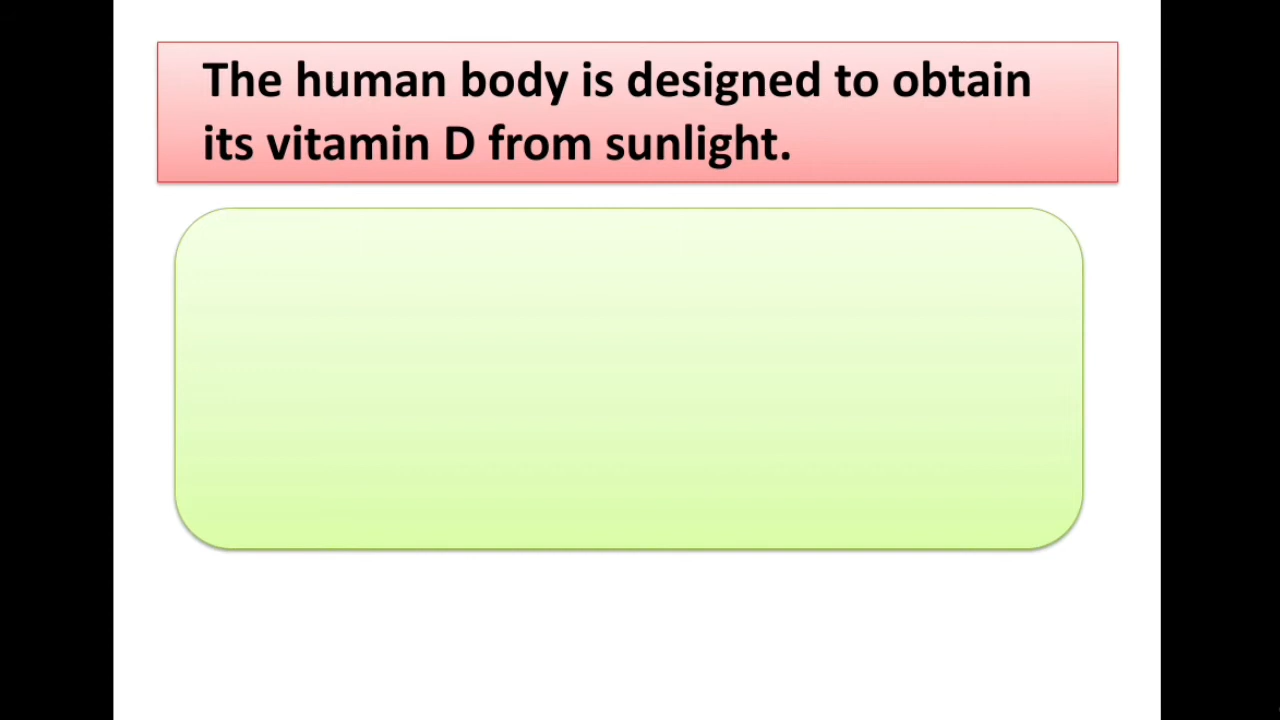 The human body is designed to obtain
its vitamin D from sunlight.